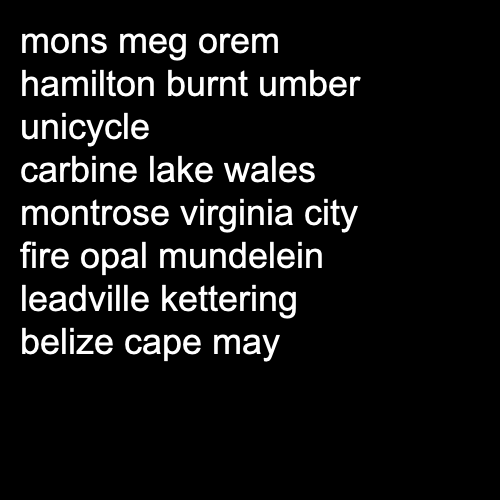 mons meg orem
hamilton burnt umber
unicycle
carbine lake wales
montrose virginia city
fire opal mundelein
leadville kettering
belize cape may